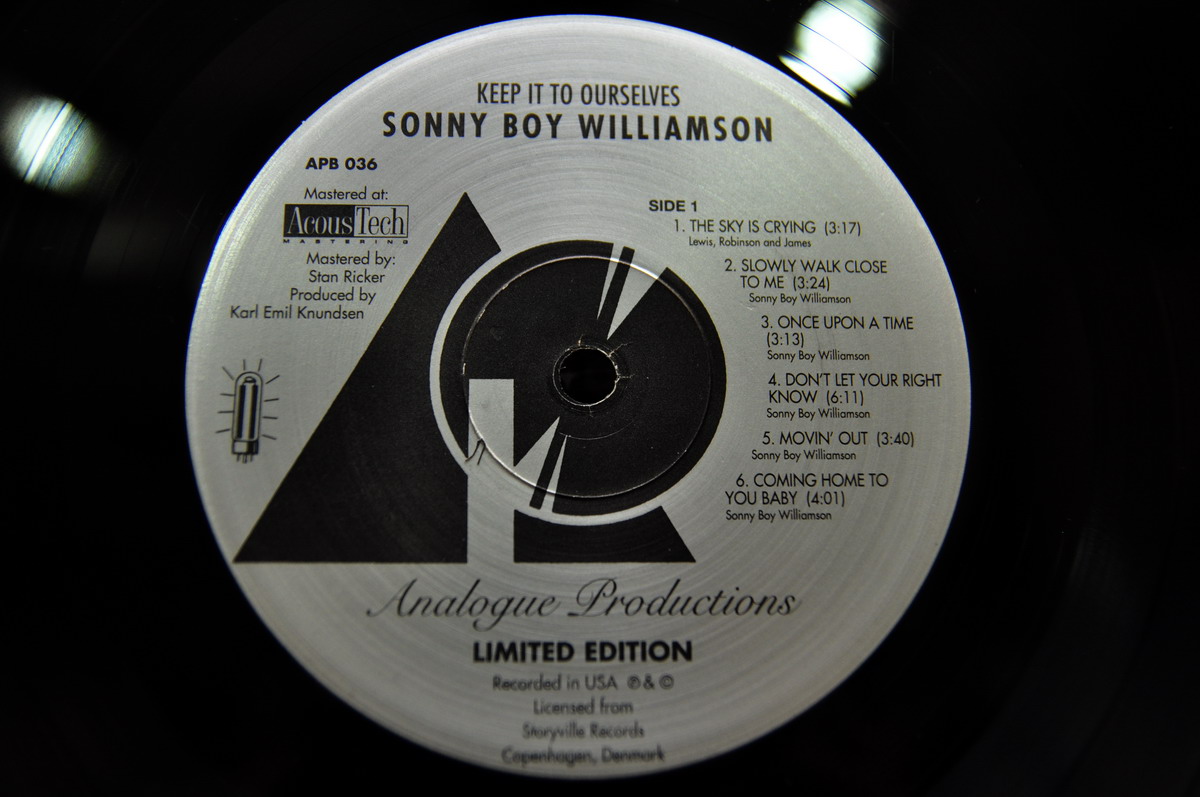 KEEP IT TO OURSELVES
SONNY BOY WILLIAMSON
APB 036
Mastered at:
AcousTech
MASTERING
Mastered by:
Stan Ricker
Produced by
Karl Emil Knundsen
SIDE 1
1. THE SKY IS CRYING (3:17)
Lewis, Robinson and James
2. SLOWLY WALK CLOSE
TO ME (3:24)
Sonny Boy Williamson
3. ONCE UPON A TIME
(3:13)
Sonny Boy Williamson
4. DON'T LET YOUR RIGHT
KNOW (6:11)
Sonny Boy Williamson
5. MOVIN' OUT (3:40)
Sonny Boy Williamson
6. COMING HOME TO
YOU BABY (4:01)
Sonny Boy Williamson
Analogue Productions
LIMITED EDITION
Recorded in USA ℗ & ©
Licensed from
Storyville Records
Copenhagen, Denmark